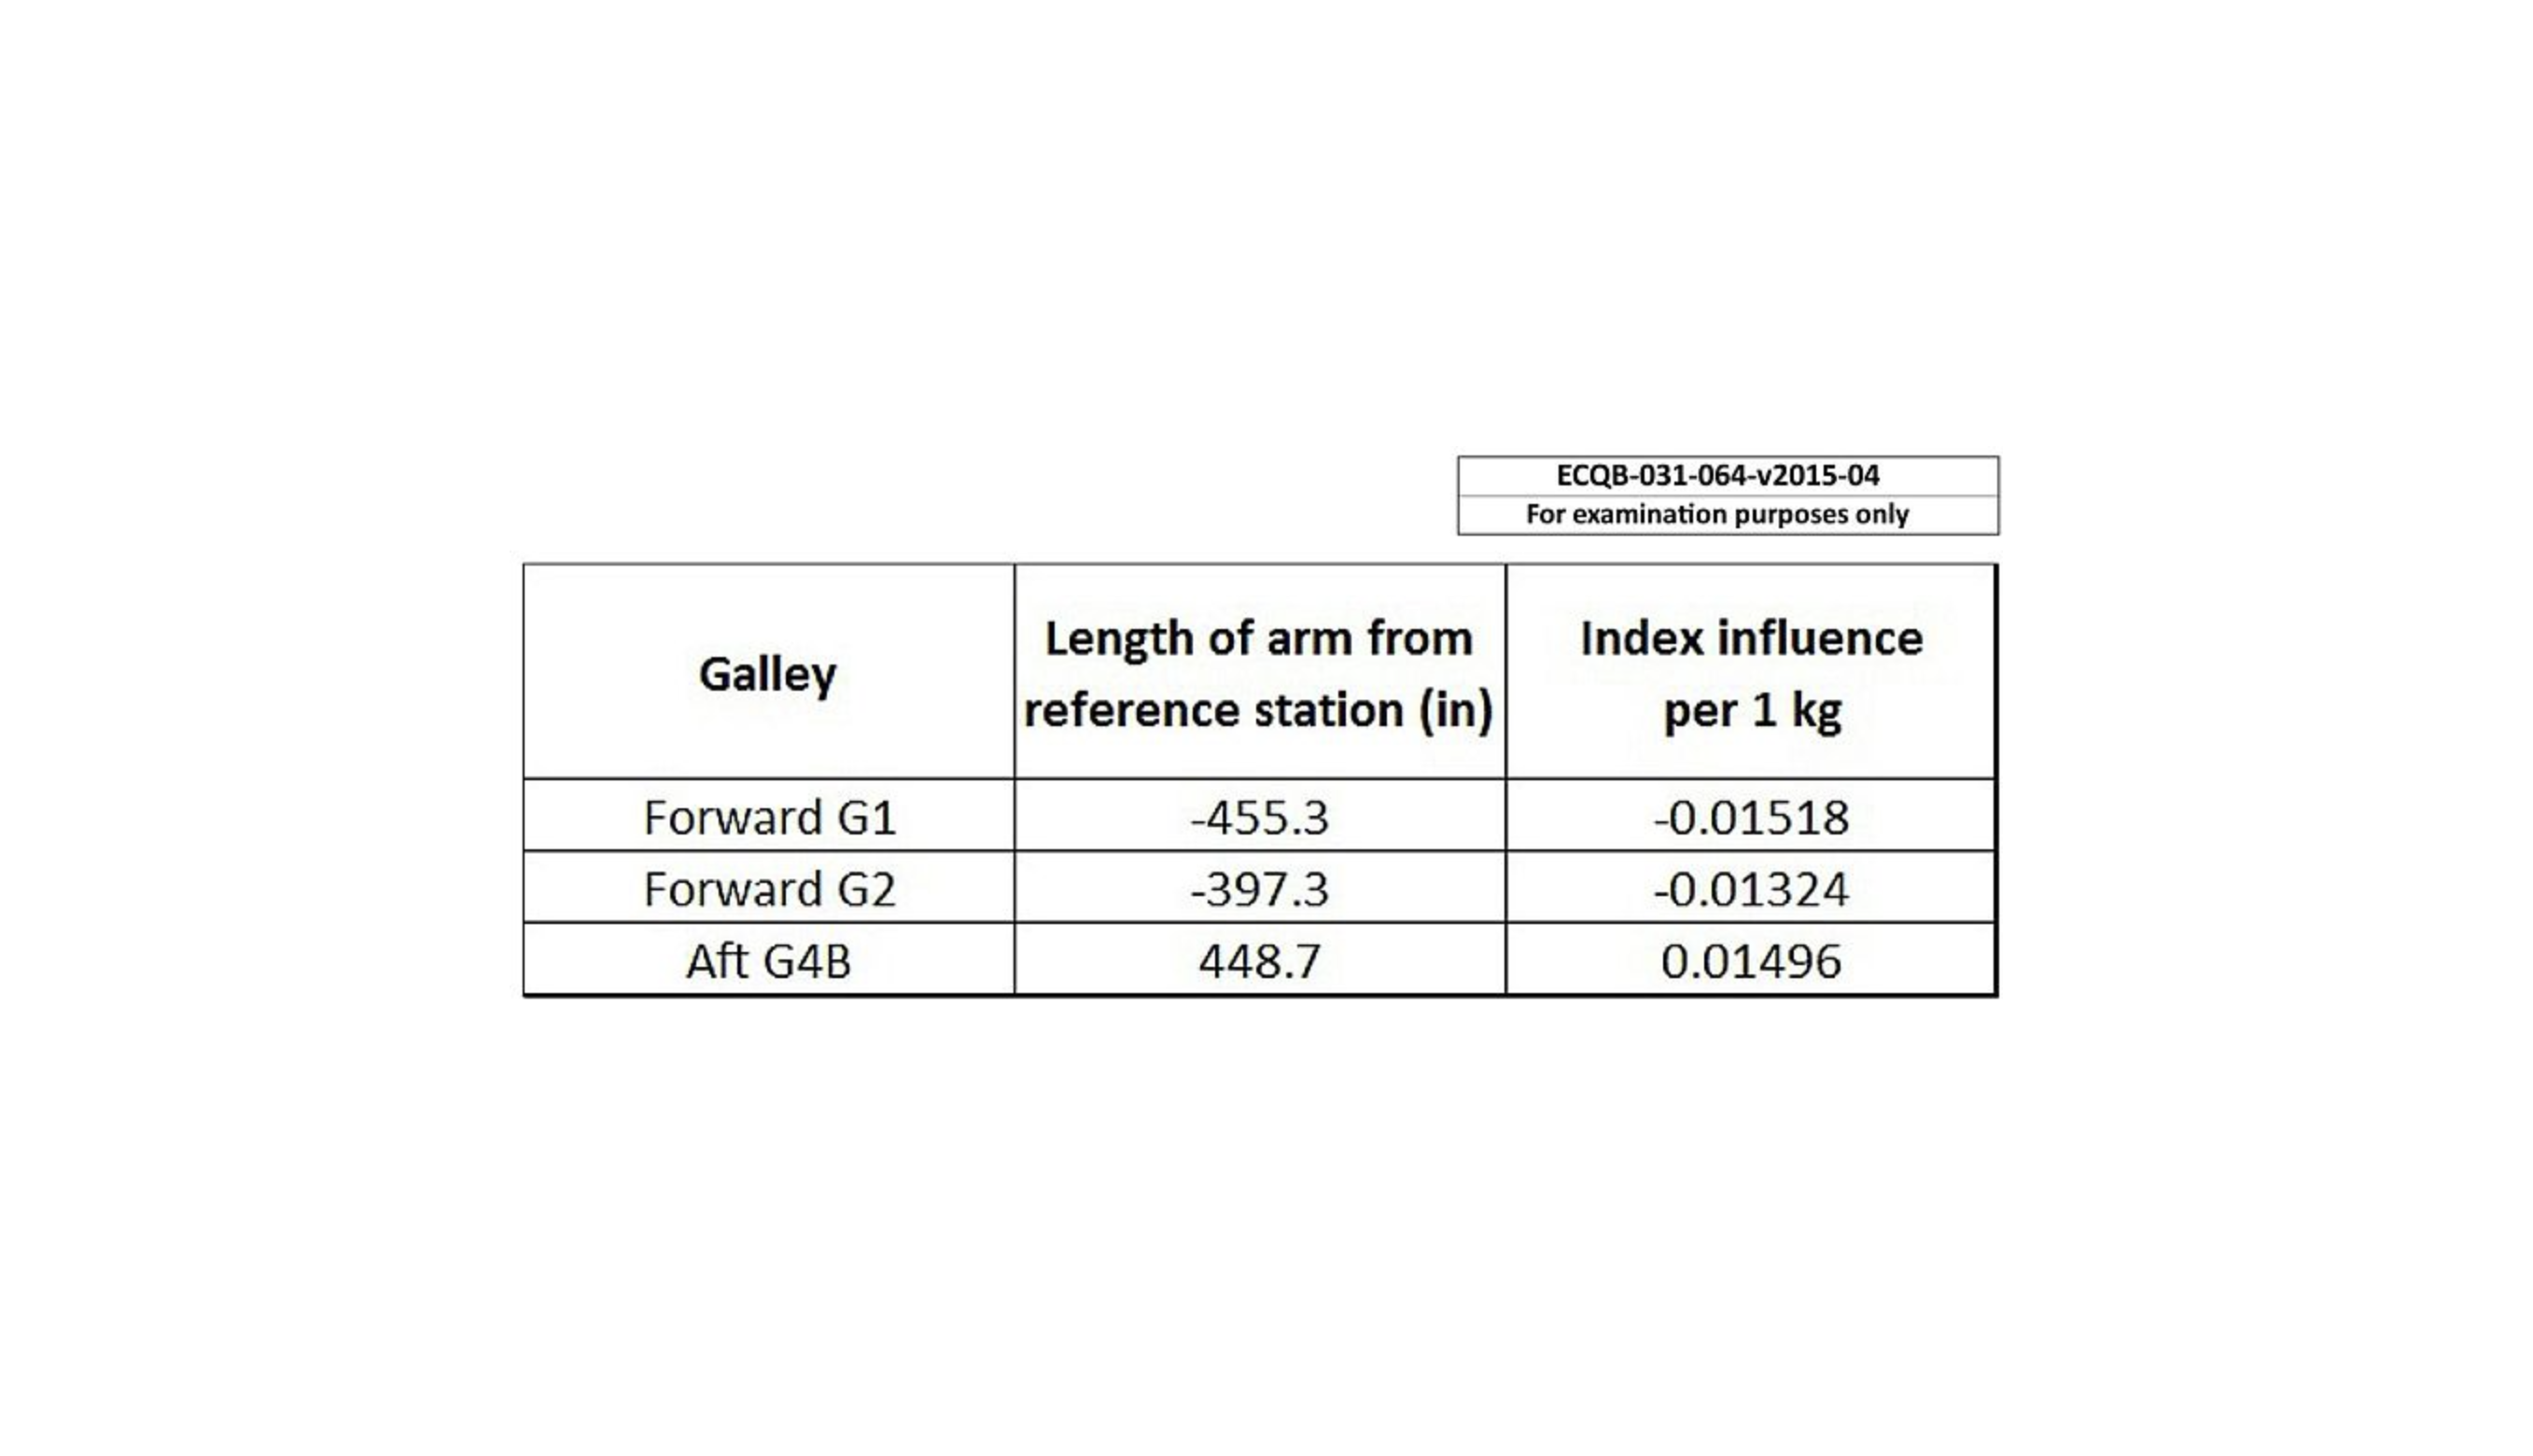 ECQB-031-064-v2015-04
For examination purposes only
Galley
Length of arm from
reference station (in)
Index influence
per 1 kg
Forward G1 -455.3 -0.01518
Forward G2 -397.3 -0.01324
Aft G4B 448.7 0.01496